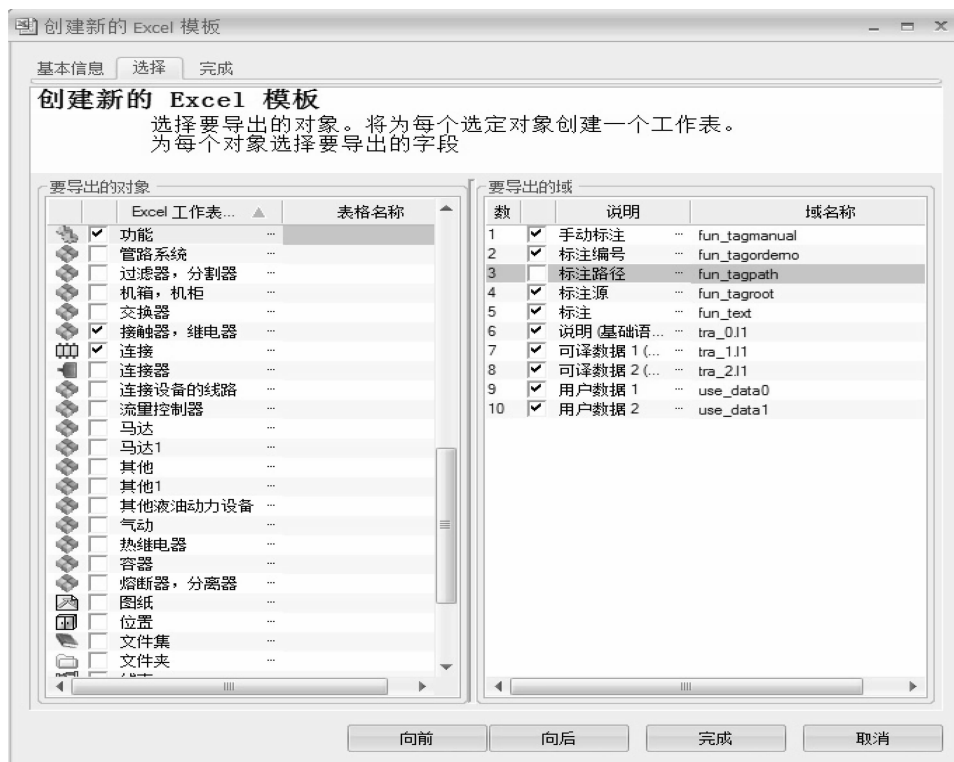 创建新的 Excel 模板
基本信息 选择 完成
创建新的 Excel 模板
选择要导出的对象。将为每个选定对象创建一个工作表。
为每个对象选择要导出的字段
要导出的对象
Excel 工作表... 表格名称
功能 ...
管路系统 ...
过滤器，分割器 ...
机箱，机柜 ...
交换器 ...
接触器，继电器 ...
连接 ...
连接器 ...
连接设备的线路 ...
流量控制器 ...
马达 ...
马达1 ...
其他 ...
其他1 ...
其他液油动力设备 ...
气动 ...
热继电器 ...
容器 ...
熔断器，分离器 ...
图纸 ...
位置 ...
文件集 ...
文件夹 ...
要导出的域
数 说明 域名称
1 手动标注 ... fun_tagmanual
2 标注编号 ... fun_tagorderno
3 标注路径 ... fun_tagpath
4 标注源 ... fun_tagroot
5 标注 ... fun_text
6 说明 (基础语... ... tra_0.l1
7 可译数据 1 (... ... tra_1.l1
8 可译数据 2 (... ... tra_2.l1
9 用户数据 1 ... use_data0
10 用户数据 2 ... use_data1
向前 向后 完成 取消